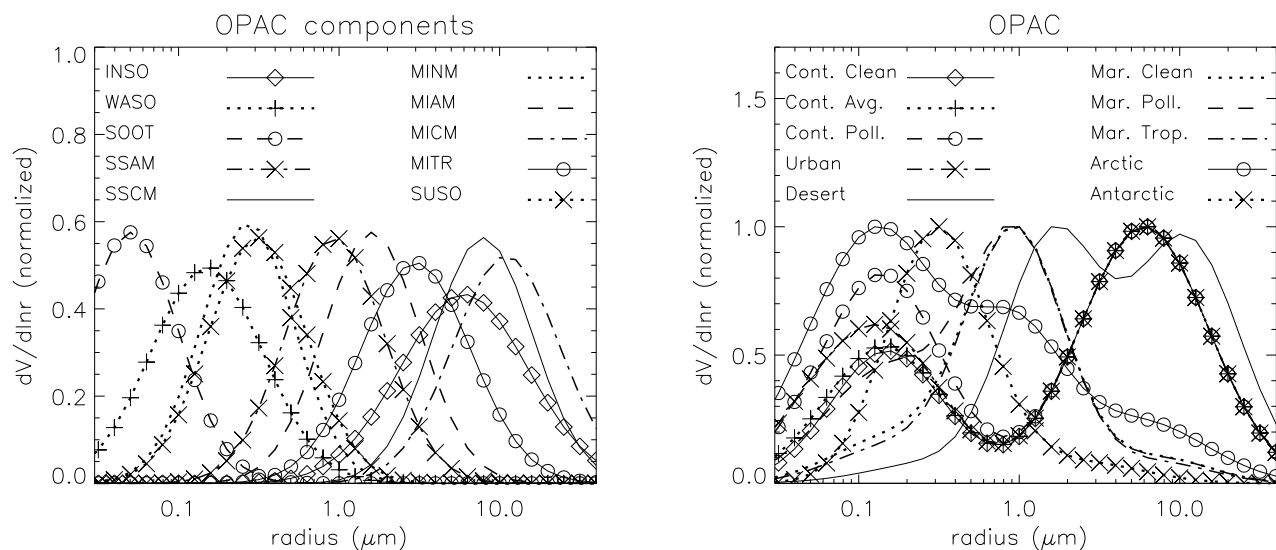 OPAC components
1.0
0.8
0.6
0.4
0.2
0.0
dV/dlnr (normalized)
INSO
WASO
SOOT
SSAM
SSCM
MINM
MIAM
MICM
MITR
SUSO
0.1
1.0
10.0
radius (μm)
OPAC
1.5
1.0
0.5
0.0
dV/dlnr (normalized)
Cont. Clean
Cont. Avg.
Cont. Poll.
Urban
Desert
Mar. Clean
Mar. Poll.
Mar. Trop.
Arctic
Antarctic
0.1
1.0
10.0
radius (μm)